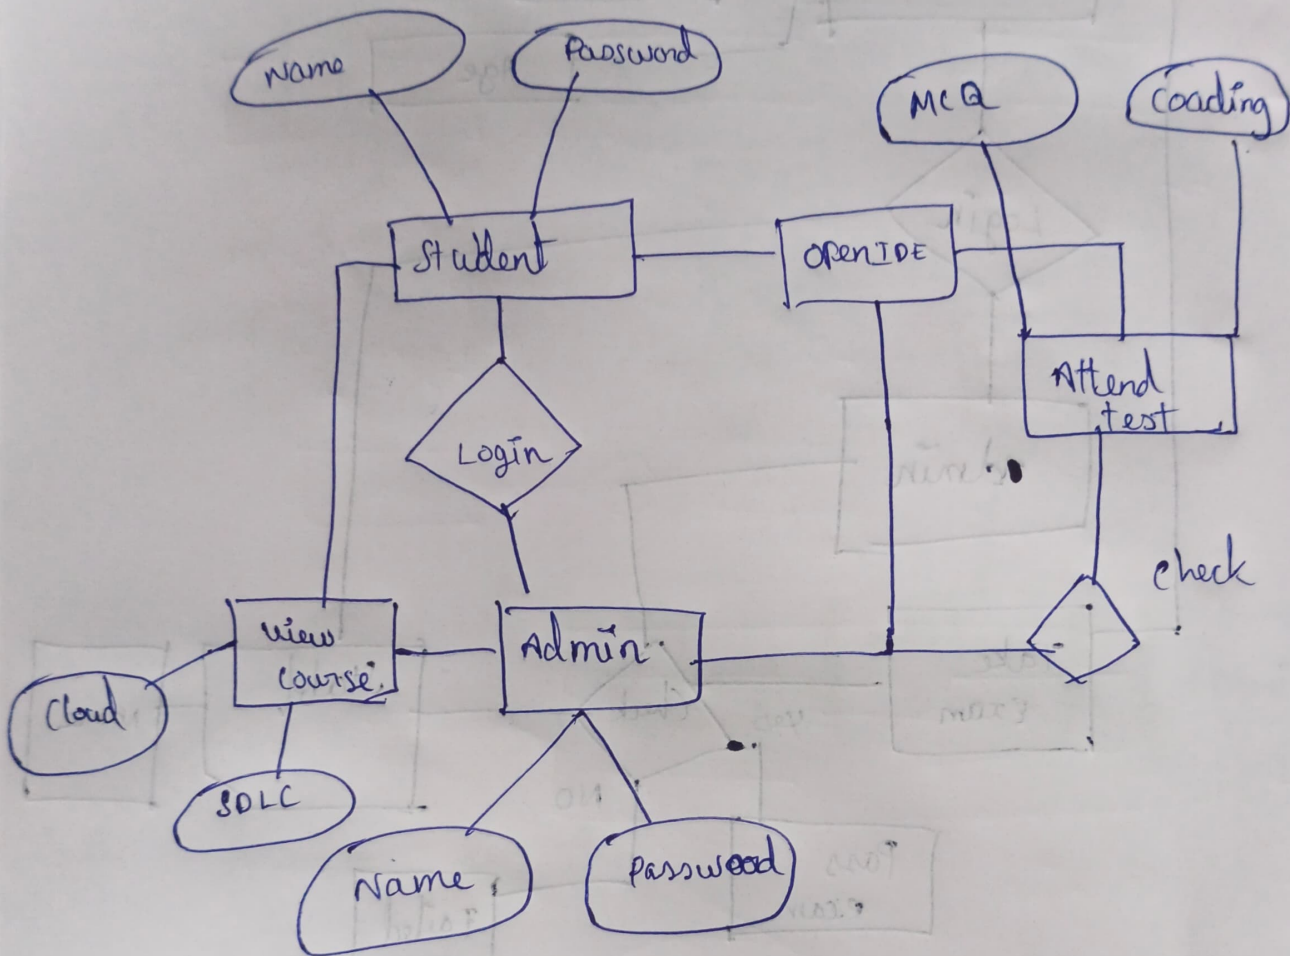 Name
Password
MCQ
Coading
Student
OPenIDE
Attend
test
Login
Check
View
Course.
Admin
Cloud
SDLC
Name
Password